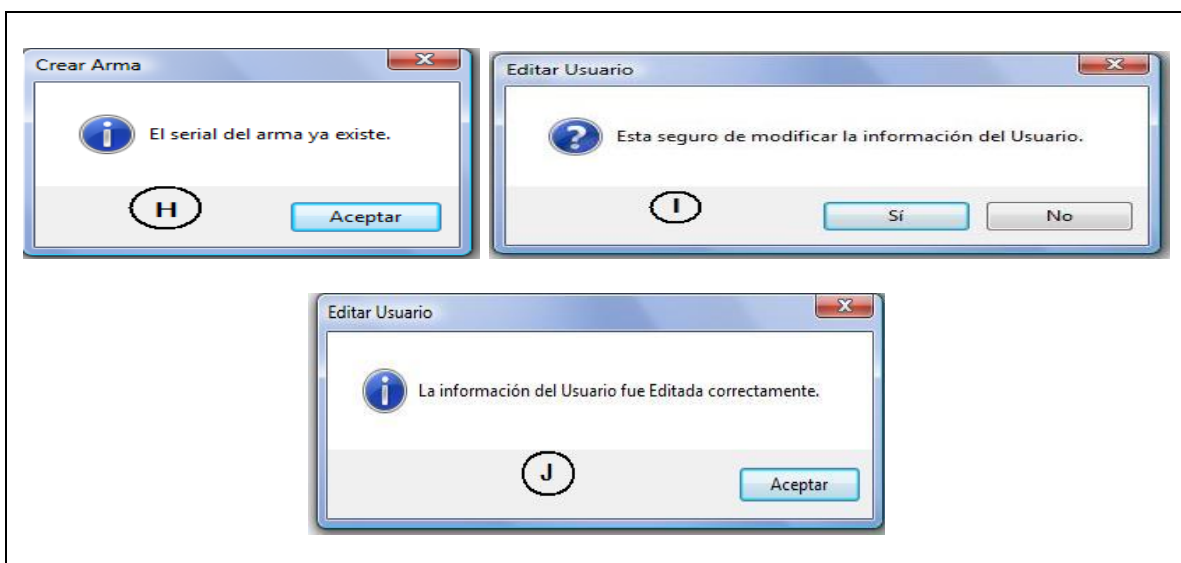 Crear Arma
El serial del arma ya existe.
H
Aceptar
Editar Usuario
Esta seguro de modificar la información del Usuario.
I
Sí
No
Editar Usuario
La información del Usuario fue Editada correctamente.
J
Aceptar